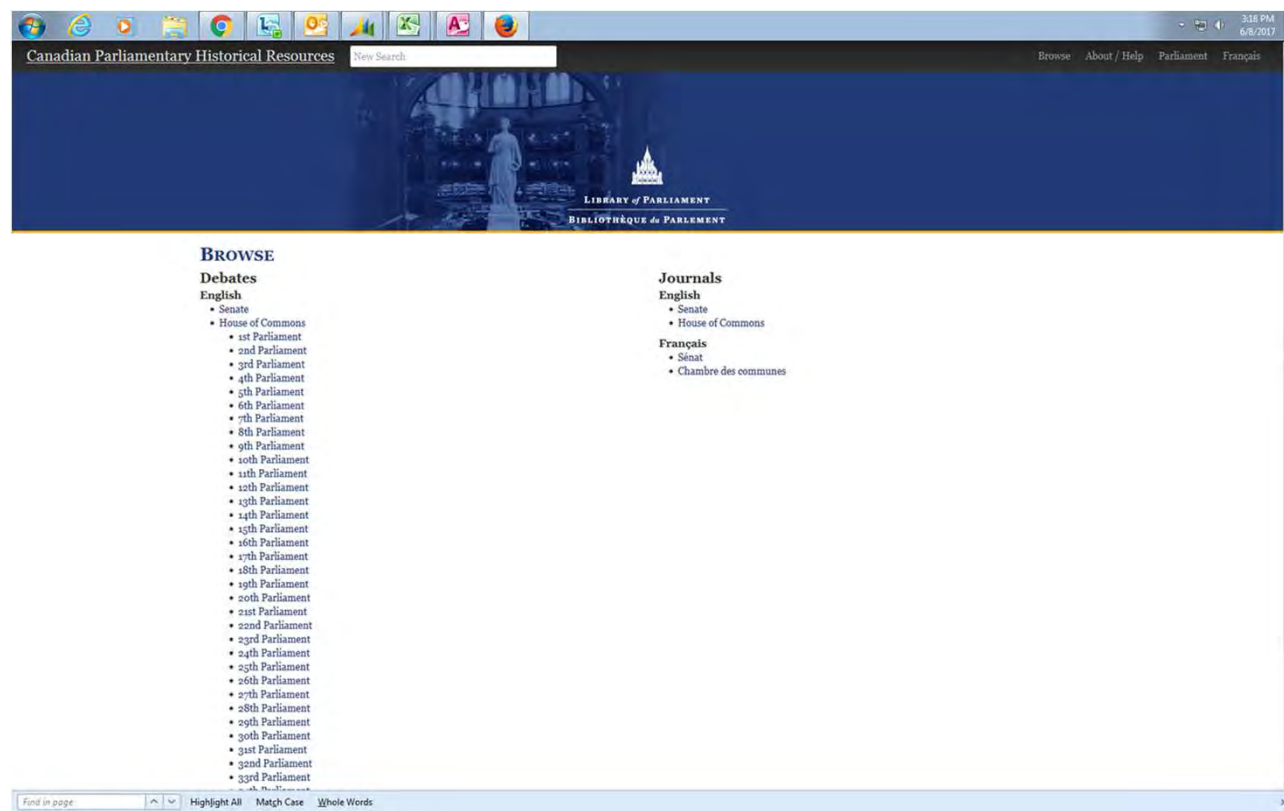 3:18 PM
6/8/2017
Canadian Parliamentary Historical Resources
New Search
Browse About / Help Parliament Français
LIBRARY of PARLIAMENT
BIBLIOTHÈQUE du PARLEMENT
BROWSE
Debates
English
• Senate
• House of Commons
• 1st Parliament
• 2nd Parliament
• 3rd Parliament
• 4th Parliament
• 5th Parliament
• 6th Parliament
• 7th Parliament
• 8th Parliament
• 9th Parliament
• 10th Parliament
• 11th Parliament
• 12th Parliament
• 13th Parliament
• 14th Parliament
• 15th Parliament
• 16th Parliament
• 17th Parliament
• 18th Parliament
• 19th Parliament
• 20th Parliament
• 21st Parliament
• 22nd Parliament
• 23rd Parliament
• 24th Parliament
• 25th Parliament
• 26th Parliament
• 27th Parliament
• 28th Parliament
• 29th Parliament
• 30th Parliament
• 31st Parliament
• 32nd Parliament
• 33rd Parliament
Journals
English
• Senate
• House of Commons
Français
• Sénat
• Chambre des communes
Find in page Highlight All Match Case Whole Words